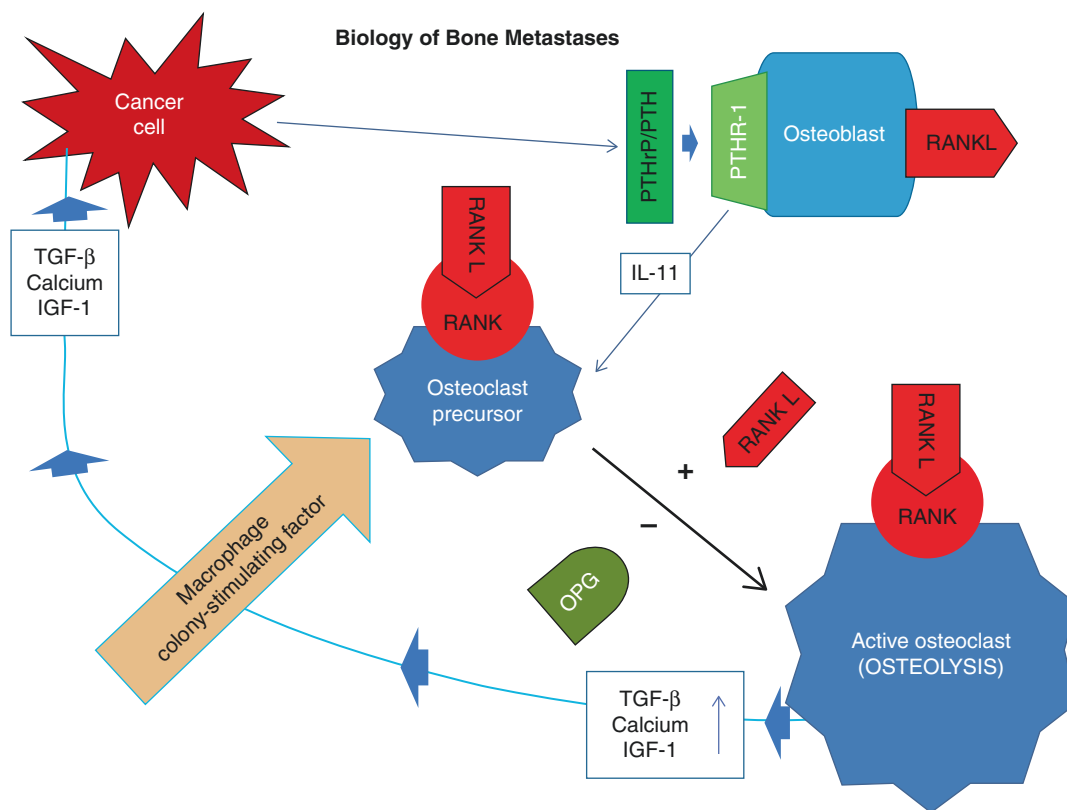 Biology of Bone Metastases
Cancer
cell
PTHrP/PTH
PTHR-1
Osteoblast
RANKL
TGF-β
Calcium
IGF-1
RANK L
RANK
IL-11
Osteoclast
precursor
RANK L
+
−
RANK L
RANK
Macrophage
colony-stimulating factor
OPG
Active osteoclast
(OSTEOLYSIS)
TGF-β
Calcium
IGF-1